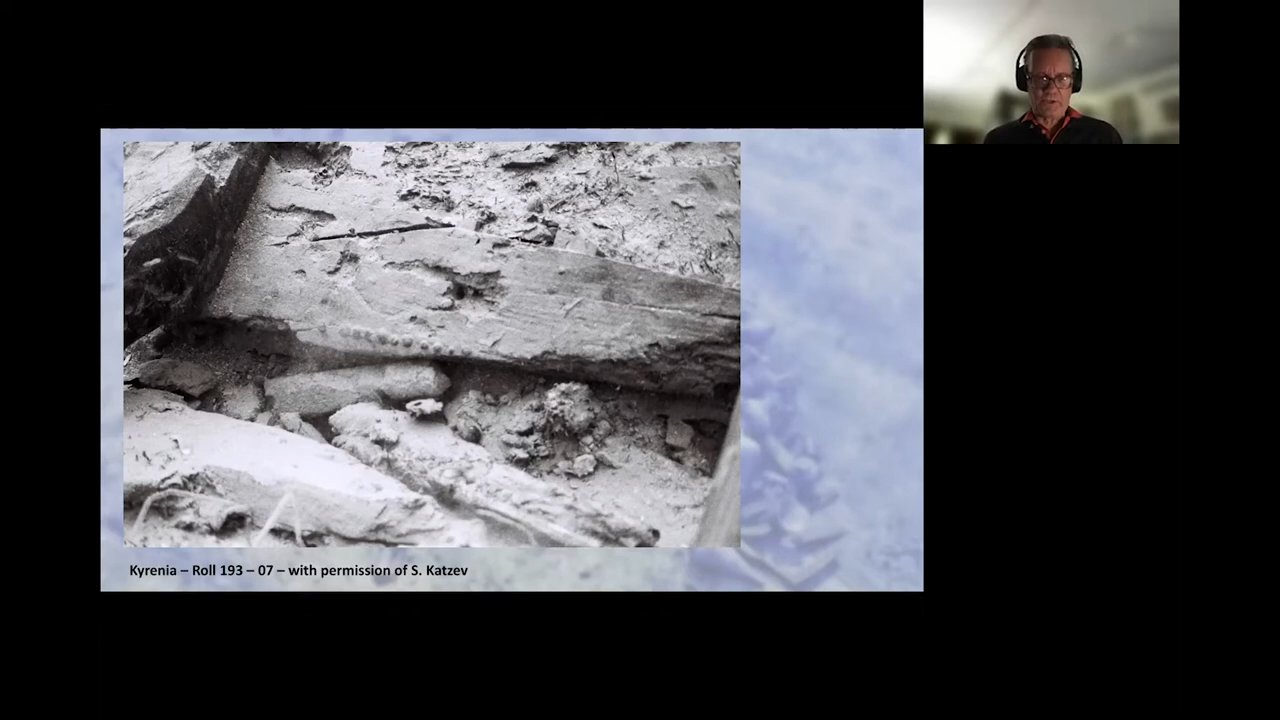 Kyrenia – Roll 193 – 07 – with permission of S. Katzev